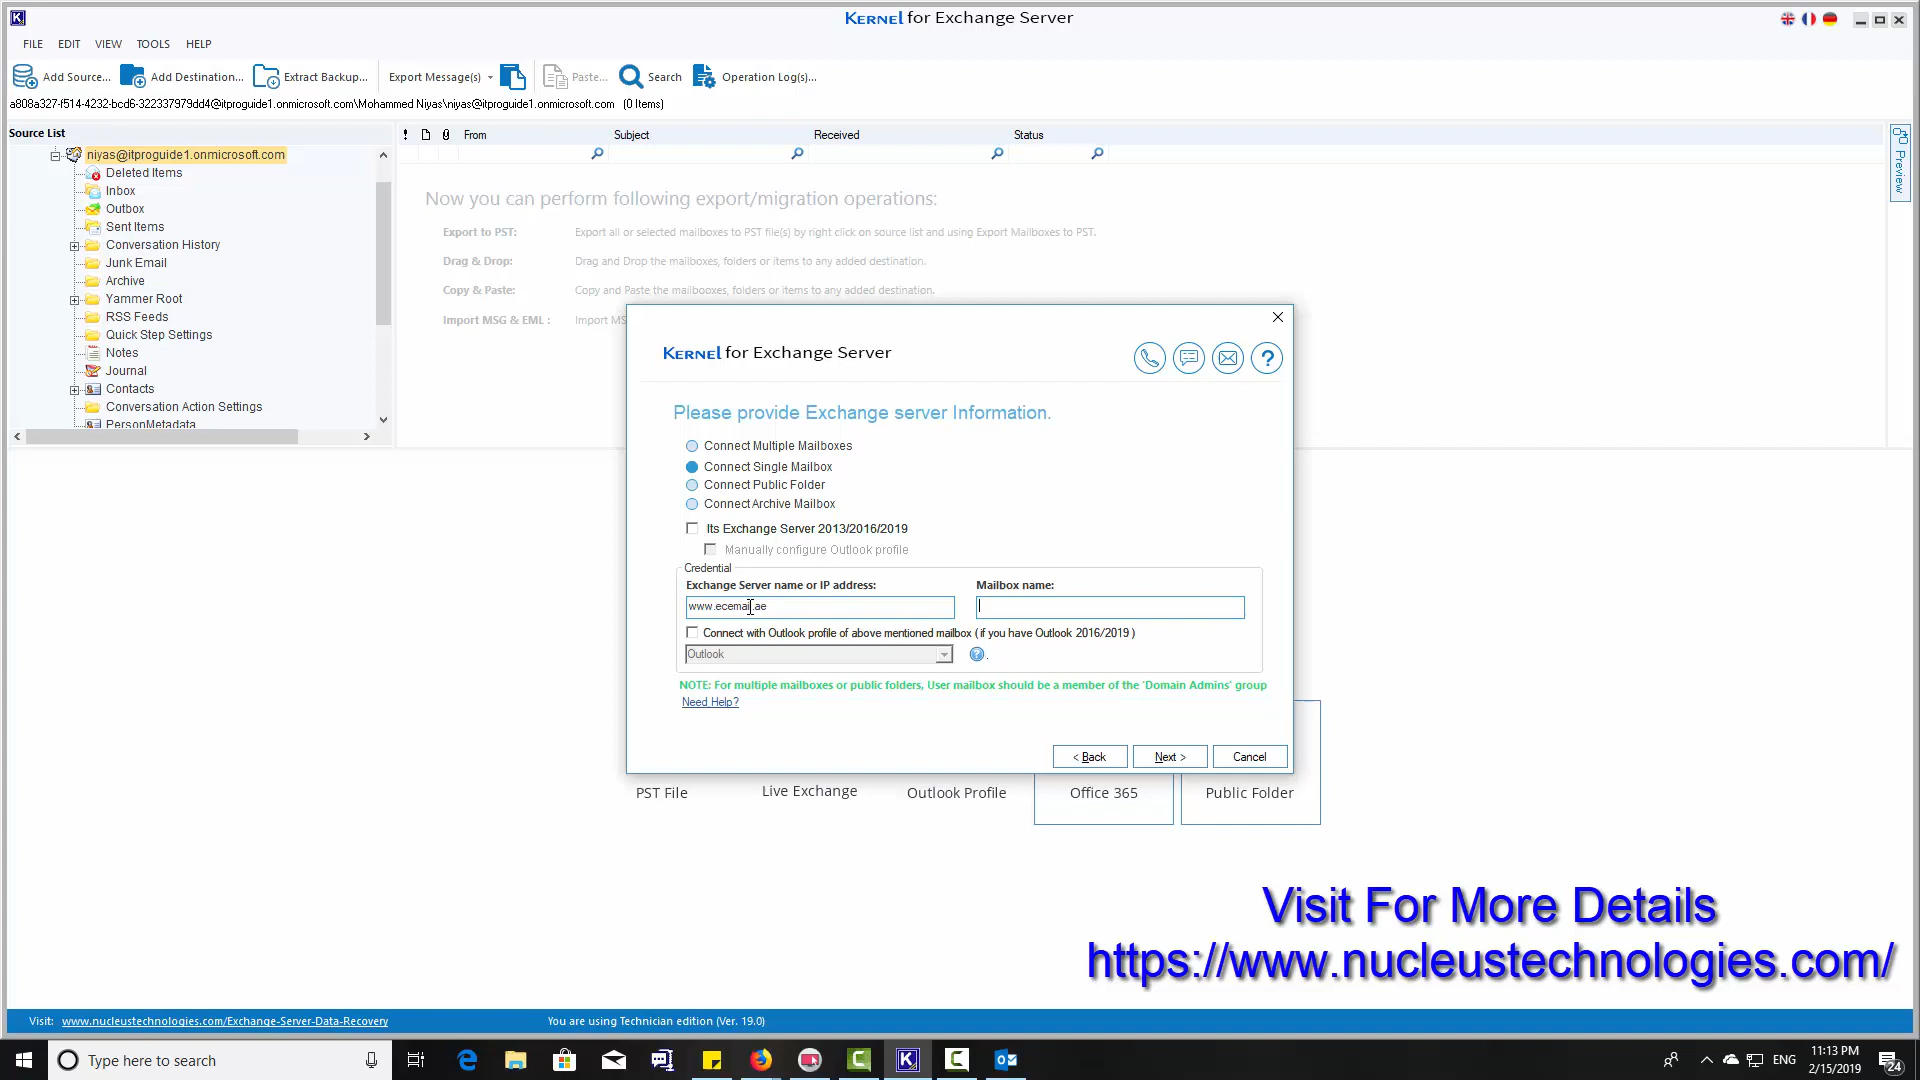 KERNEL for Exchange Server
FILE EDIT VIEW TOOLS HELP
Add Source... Add Destination... Extract Backup... Export Message(s) Paste... Search Operation Log(s)...
a808a327-f514-4232-bcd6-322337979dd4@itproguide1.onmicrosoft.com\Mohammed Niyas\niyas@itproguide1.onmicrosoft.com (0 Items)
Source List
niyas@itproguide1.onmicrosoft.com
Deleted Items
Inbox
Outbox
Sent Items
Conversation History
Junk Email
Archive
Yammer Root
RSS Feeds
Quick Step Settings
Notes
Journal
Contacts
Conversation Action Settings
PersonMetadata
! From Subject Received Status
Preview
Now you can perform following export/migration operations:
Export to PST: Export all or selected mailboxes to PST file(s) by right click on source list and using Export Mailboxes to PST.
Drag & Drop: Drag and Drop the mailboxes, folders or items to any added destination.
Copy & Paste: Copy and Paste the mailbooxes, folders or items to any added destination.
Import MSG & EML : Import MS
KERNEL for Exchange Server
?
Please provide Exchange server Information.
Connect Multiple Mailboxes
Connect Single Mailbox
Connect Public Folder
Connect Archive Mailbox
Its Exchange Server 2013/2016/2019
Manually configure Outlook profile
Credential
Exchange Server name or IP address: Mailbox name:
www.ecemail.ae
Connect with Outlook profile of above mentioned mailbox ( if you have Outlook 2016/2019 )
Outlook ? .
NOTE: For multiple mailboxes or public folders, User mailbox should be a member of the 'Domain Admins' group
Need Help?
< Back Next > Cancel
PST File Live Exchange Outlook Profile Office 365 Public Folder
Visit For More Details
https://www.nucleustechnologies.com/
Visit: www.nucleustechnologies.com/Exchange-Server-Data-Recovery You are using Technician edition (Ver. 19.0)
Type here to search
ENG
11:13 PM
2/15/2019
24